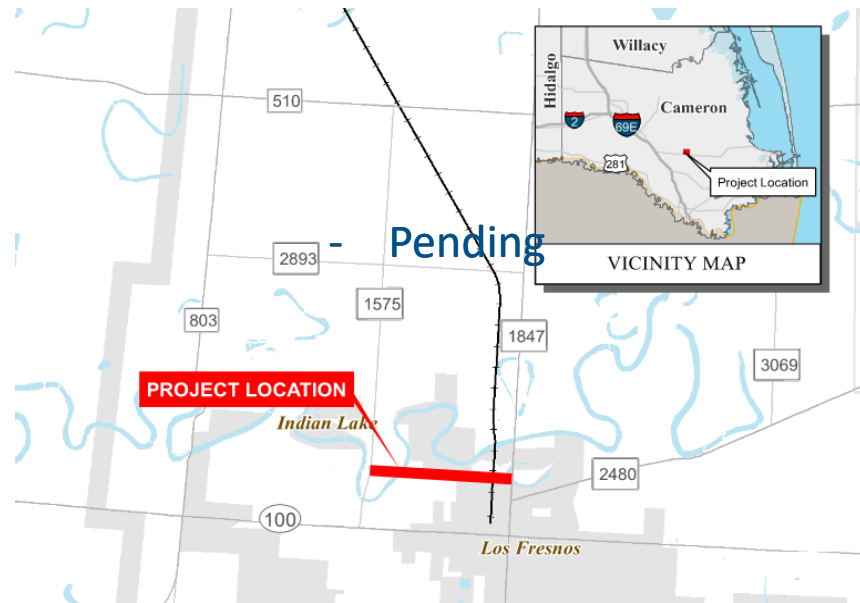 Willacy
Hidalgo
Cameron
2
69E
281
Project Location
VICINITY MAP
510
- Pending
2893
1575
803
1847
3069
PROJECT LOCATION
Indian Lake
2480
100
Los Fresnos